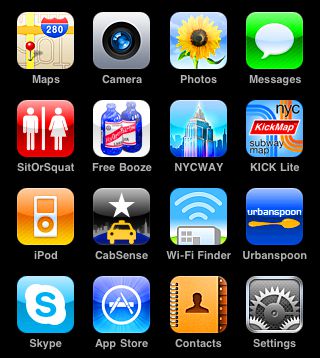 280
Maps
Camera
Photos
Messages
SitOrSquat
Free Booze
NYCWAY
nyc
KickMap
subway
map
KICK Lite
iPod
CabSense
Wi-Fi Finder
urbanspoon
Urbanspoon
S
Skype
App Store
Contacts
Settings